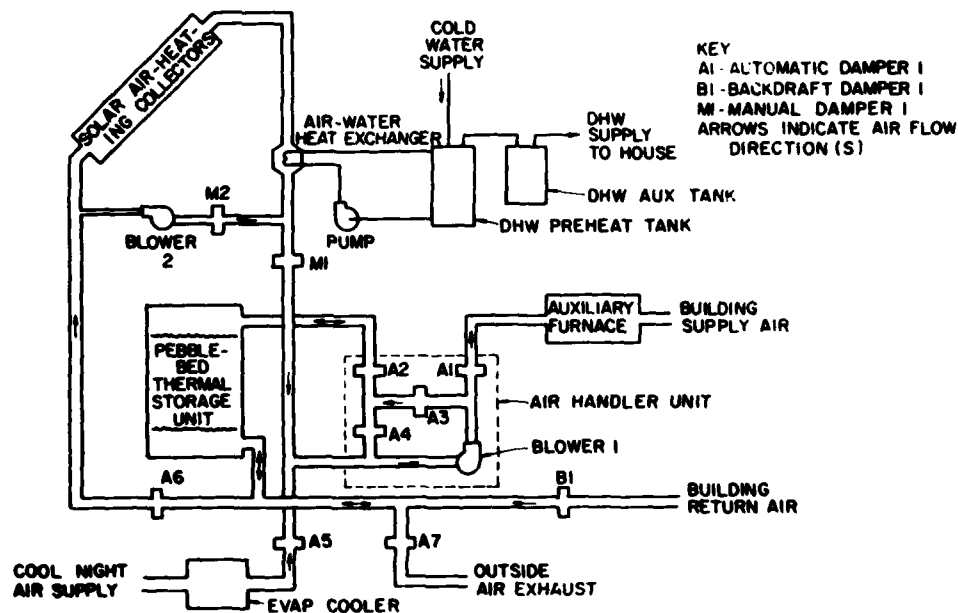 SOLAR AIR-HEAT-
ING COLLECTORS
COLD
WATER
SUPPLY
KEY
A1-AUTOMATIC DAMPER 1
B1-BACKDRAFT DAMPER 1
M1-MANUAL DAMPER 1
ARROWS INDICATE AIR FLOW
DIRECTION(S)
AIR-WATER
HEAT EXCHANGER
DHW
SUPPLY
TO HOUSE
DHW AUX TANK
DHW PREHEAT TANK
PUMP
M2
BLOWER
2
M1
AUXILIARY
FURNACE
BUILDING
SUPPLY AIR
PEBBLE-
BED
THERMAL
STORAGE
UNIT
A2
A1
A3
A4
AIR HANDLER UNIT
BLOWER 1
A6
B1
BUILDING
RETURN AIR
A5
A7
COOL NIGHT
AIR SUPPLY
EVAP COOLER
OUTSIDE
AIR EXHAUST